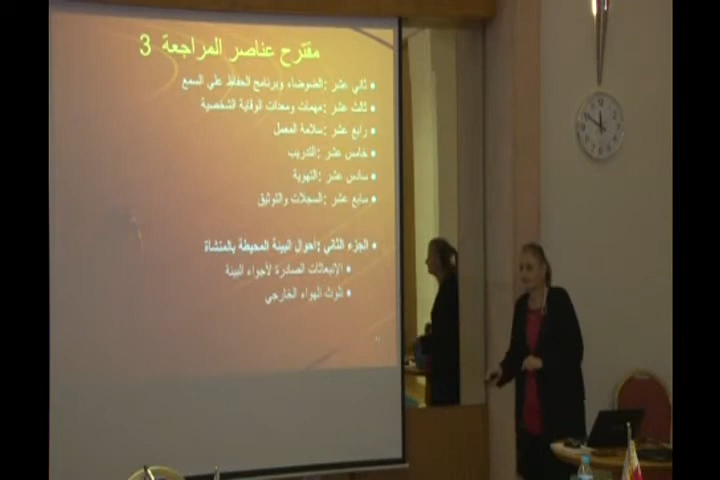 مقترح عناصر المراجعة 3
• ثاني عشر :الضوضاء وبرنامج الحفاظ علي السمع
• ثالث عشر :مهمات ومعدات الوقاية الشخصية
• رابع عشر :سلامة المعمل
• خامس عشر :التدريب
• سادس عشر :التهوية
• سابع عشر :السجلات والتوثيق
• الجزء الثاني :أحوال البيئة المحيطة بالمنشأة
• الإنبعاثات الصادرة لأجواء البيئة
• تلوث الهواء الخارجي